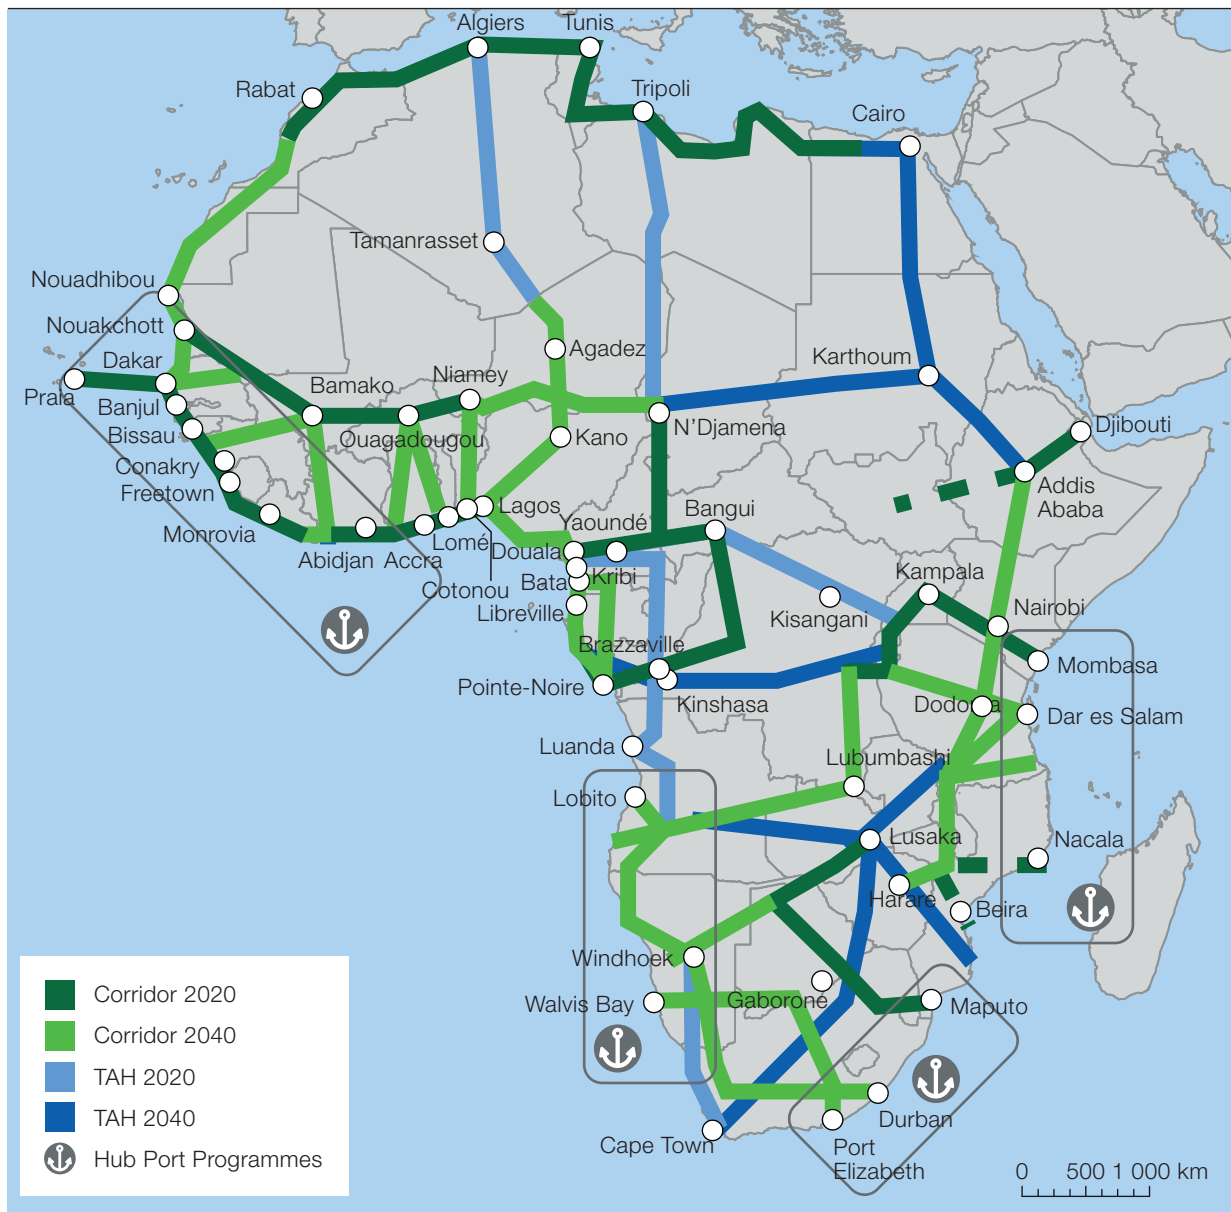 Algiers
Tunis
Rabat
Tripoli
Cairo
Tamanrasset
Nouadhibou
Nouakchott
Dakar
Agadez
Karthoum
Praia
Banjul
Bamako
Niamey
Bissau
Ouagadougou
Kano
N'Djamena
Djibouti
Conakry
Freetown
Addis
Ababa
Monrovia
Lagos
Yaoundé
Bangui
Abidjan
Accra
Lomé
Douala
Cotonou
Bata
Kribi
Kampala
Libreville
Kisangani
Nairobi
Brazzaville
Mombasa
Pointe-Noire
Kinshasa
Dodoma
Dar es Salam
Luanda
Lubumbashi
Lobito
Lusaka
Nacala
Harare
Beira
Windhoek
Walvis Bay
Gaborone
Maputo
Durban
Cape Town
Port
Elizabeth
Corridor 2020
Corridor 2040
TAH 2020
TAH 2040
Hub Port Programmes
0 500 1 000 km